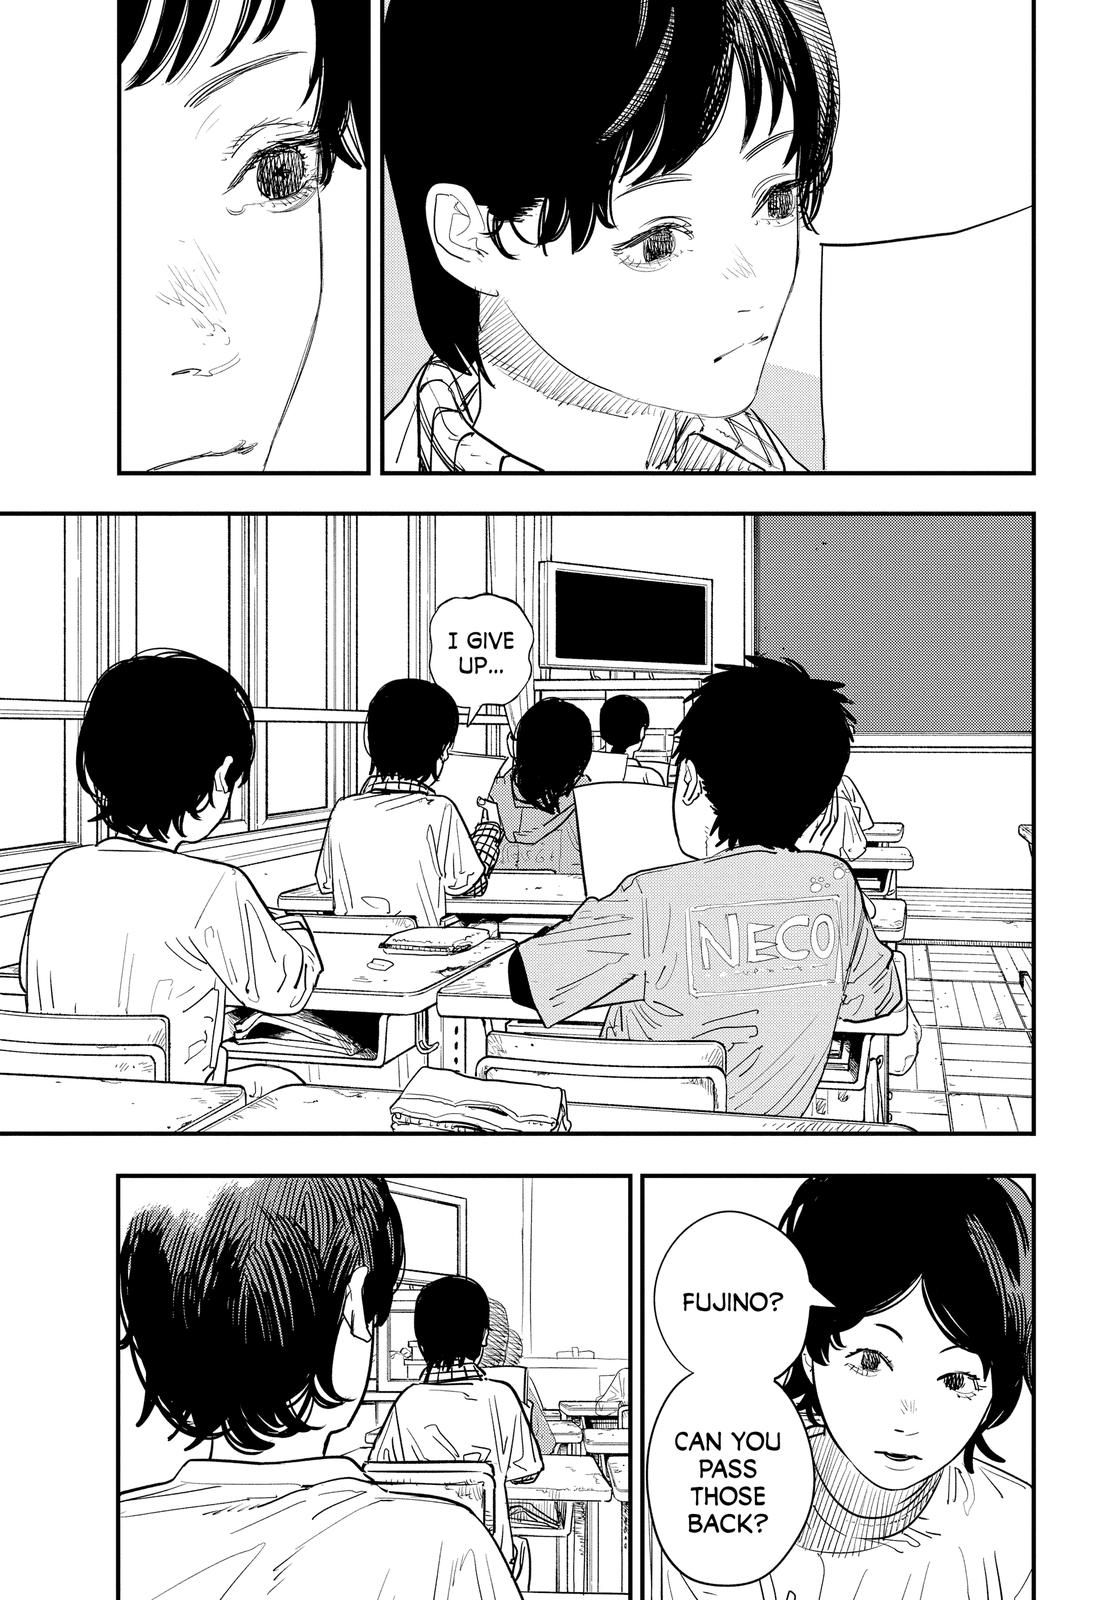 I GIVE
UP...
NECO
FUJINO?
CAN YOU
PASS
THOSE
BACK?